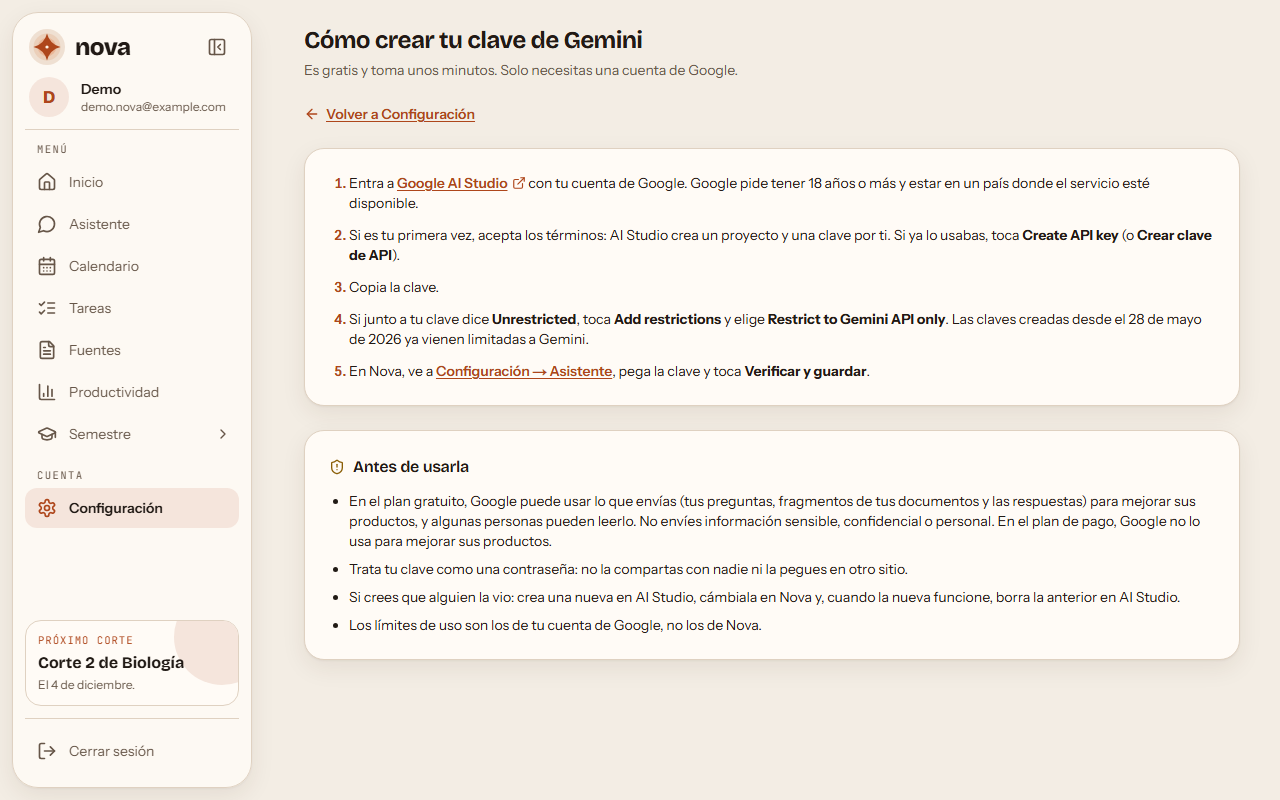 nova
D
Demo
demo.nova@example.com
MENÚ
Inicio
Asistente
Calendario
Tareas
Fuentes
Productividad
Semestre
CUENTA
Configuración
PRÓXIMO CORTE
Corte 2 de Biología
El 4 de diciembre.
Cerrar sesión
Cómo crear tu clave de Gemini
Es gratis y toma unos minutos. Solo necesitas una cuenta de Google.
Volver a Configuración
1. Entra a Google AI Studio con tu cuenta de Google. Google pide tener 18 años o más y estar en un país donde el servicio esté
disponible.
2. Si es tu primera vez, acepta los términos: AI Studio crea un proyecto y una clave por ti. Si ya lo usabas, toca Create API key (o Crear clave
de API).
3. Copia la clave.
4. Si junto a tu clave dice Unrestricted, toca Add restrictions y elige Restrict to Gemini API only. Las claves creadas desde el 28 de mayo
de 2026 ya vienen limitadas a Gemini.
5. En Nova, ve a Configuración → Asistente, pega la clave y toca Verificar y guardar.
Antes de usarla
• En el plan gratuito, Google puede usar lo que envías (tus preguntas, fragmentos de tus documentos y las respuestas) para mejorar sus
productos, y algunas personas pueden leerlo. No envíes información sensible, confidencial o personal. En el plan de pago, Google no lo
usa para mejorar sus productos.
• Trata tu clave como una contraseña: no la compartas con nadie ni la pegues en otro sitio.
• Si crees que alguien la vio: crea una nueva en AI Studio, cámbiala en Nova y, cuando la nueva funcione, borra la anterior en AI Studio.
• Los límites de uso son los de tu cuenta de Google, no los de Nova.